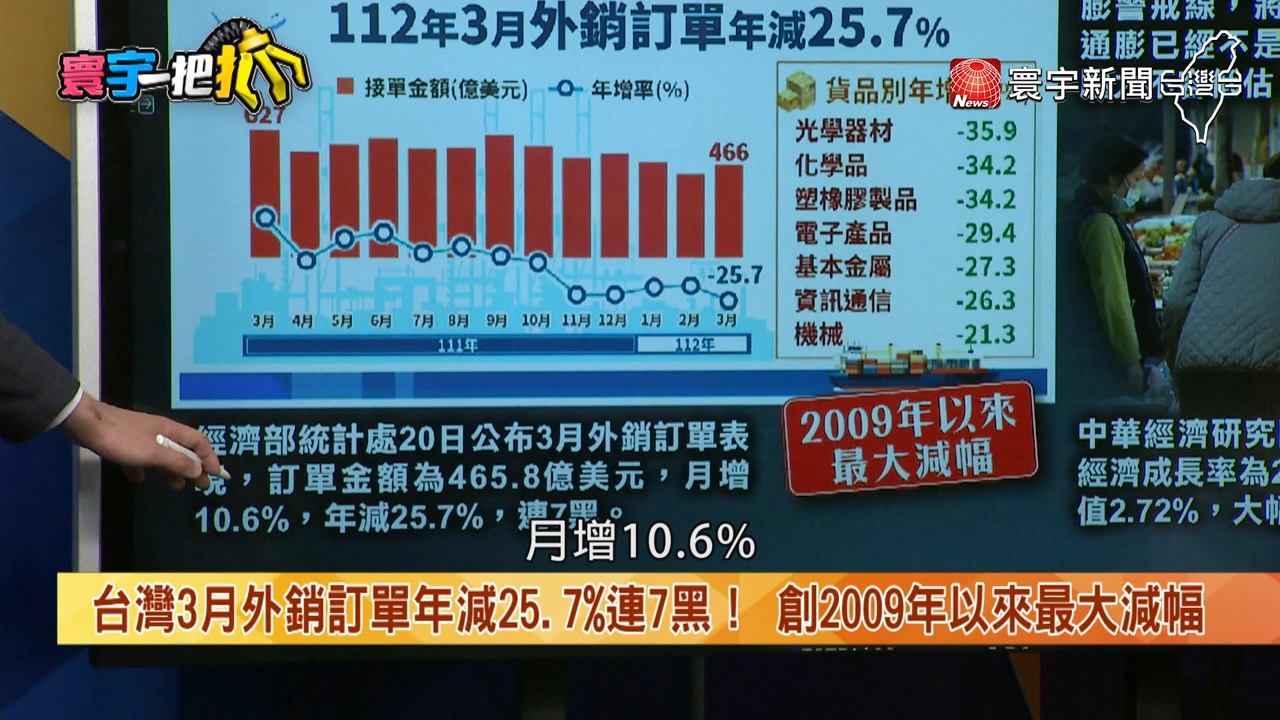 寰宇一把抓
112年3月外銷訂單年減25.7%
接單金額(億美元)
年增率(%)
627
466
-25.7
3月 4月 5月 6月 7月 8月 9月 10月 11月 12月 1月 2月 3月
111年 112年
貨品別年增
光學器材 -35.9
化學品 -34.2
塑橡膠製品 -34.2
電子產品 -29.4
基本金屬 -27.3
資訊通信 -26.3
機械 -21.3
2009年以來
最大減幅
經濟部統計處20日公布3月外銷訂單表
現，訂單金額為465.8億美元，月增
10.6%，年減25.7%，連7黑。
膨警戒線，將
通膨已經不是
估
News
寰宇新聞台灣台
中華經濟研究
經濟成長率為2
值2.72%，大幅
月增10.6%
台灣3月外銷訂單年減25.7%連7黑！ 創2009年以來最大減幅